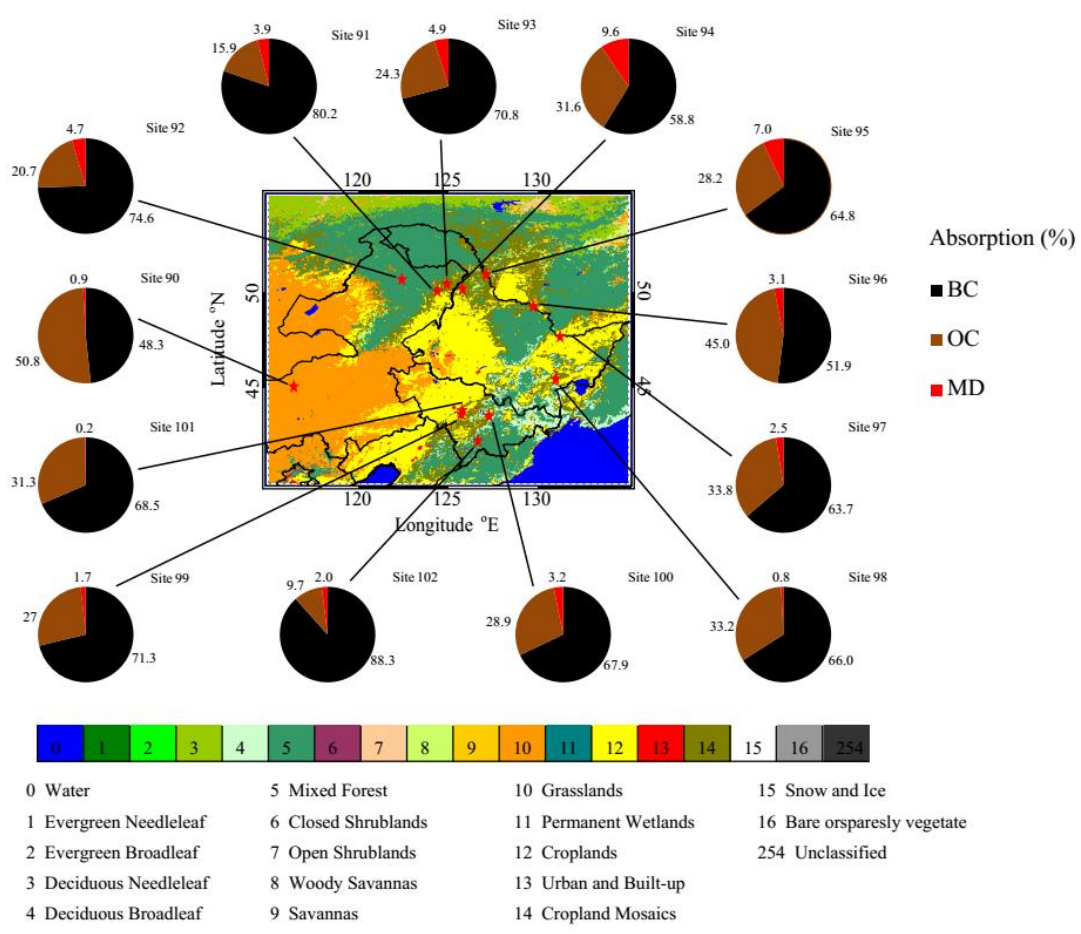 3.9
Site 91
15.9
80.2
4.9
Site 93
24.3
70.8
9.6
Site 94
31.6
58.8
4.7
Site 92
20.7
74.6
7.0
Site 95
28.2
64.8
120 125 130
50
45
Latitude °N
50
45
120 125 130
Longitude °E
Absorption (%)
BC
OC
MD
0.9
Site 90
50.8
48.3
3.1
Site 96
45.0
51.9
0.2
Site 101
31.3
68.5
2.5
Site 97
33.8
63.7
1.7
Site 99
27
71.3
2.0
Site 102
9.7
88.3
3.2
Site 100
28.9
67.9
0.8
Site 98
33.2
66.0
0 1 2 3 4 5 6 7 8 9 10 11 12 13 14 15 16 254
0 Water
1 Evergreen Needleleaf
2 Evergreen Broadleaf
3 Deciduous Needleleaf
4 Deciduous Broadleaf
5 Mixed Forest
6 Closed Shrublands
7 Open Shrublands
8 Woody Savannas
9 Savannas
10 Grasslands
11 Permanent Wetlands
12 Croplands
13 Urban and Built-up
14 Cropland Mosaics
15 Snow and Ice
16 Bare orsparesly vegetate
254 Unclassified